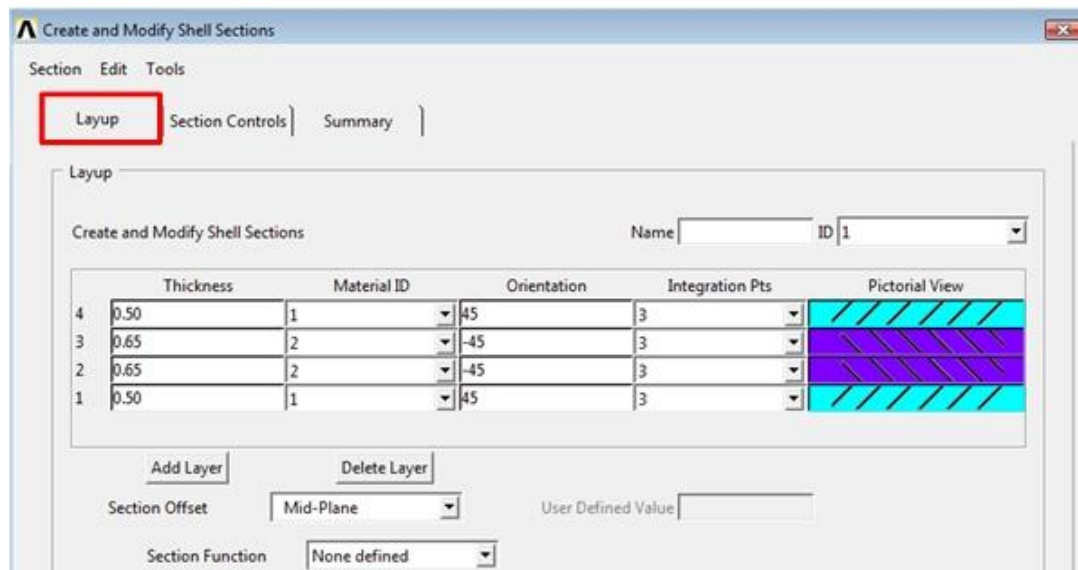 Create and Modify Shell Sections
Section Edit Tools
Layup Section Controls Summary
Layup
Create and Modify Shell Sections Name ID 1
Thickness Material ID Orientation Integration Pts Pictorial View
4 0.50 1 45 3
3 0.65 2 -45 3
2 0.65 2 -45 3
1 0.50 1 45 3
Add Layer Delete Layer
Section Offset Mid-Plane User Defined Value
Section Function None defined